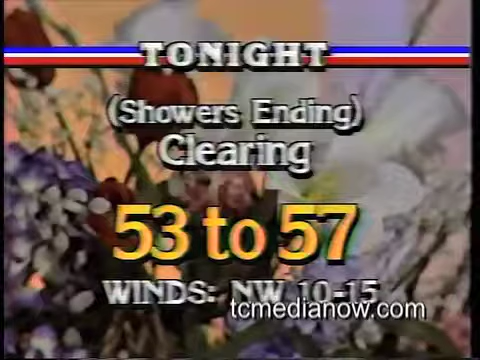 TONIGHT
(Showers Ending)
Clearing
53 to 57
WINDS: NW 10-15
tcmedianow.com